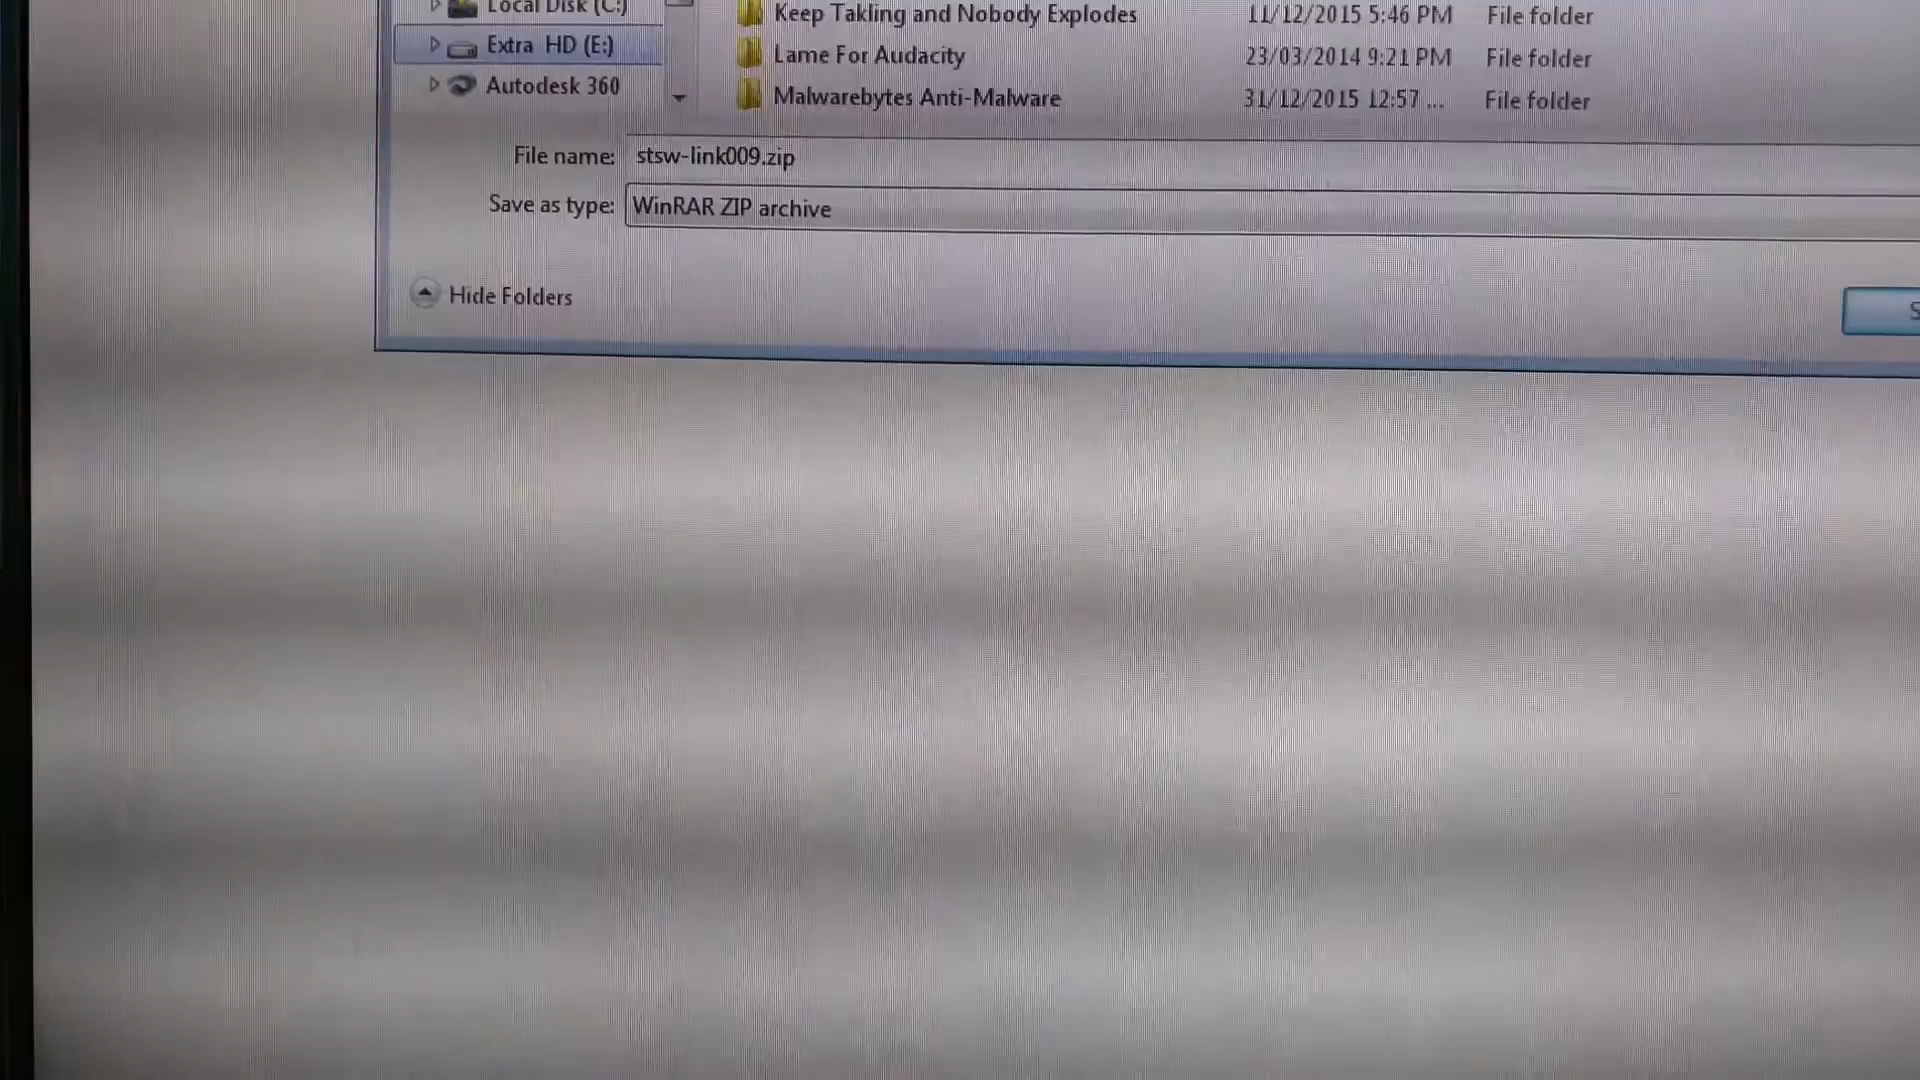 Local Disk (C:)
Keep Takling and Nobody Explodes 11/12/2015 5:46 PM File folder
Extra HD (E:)
Lame For Audacity 23/03/2014 9:21 PM File folder
Autodesk 360
Malwarebytes Anti-Malware 31/12/2015 12:57 ... File folder
File name: stsw-link009.zip
Save as type: WinRAR ZIP archive
Hide Folders